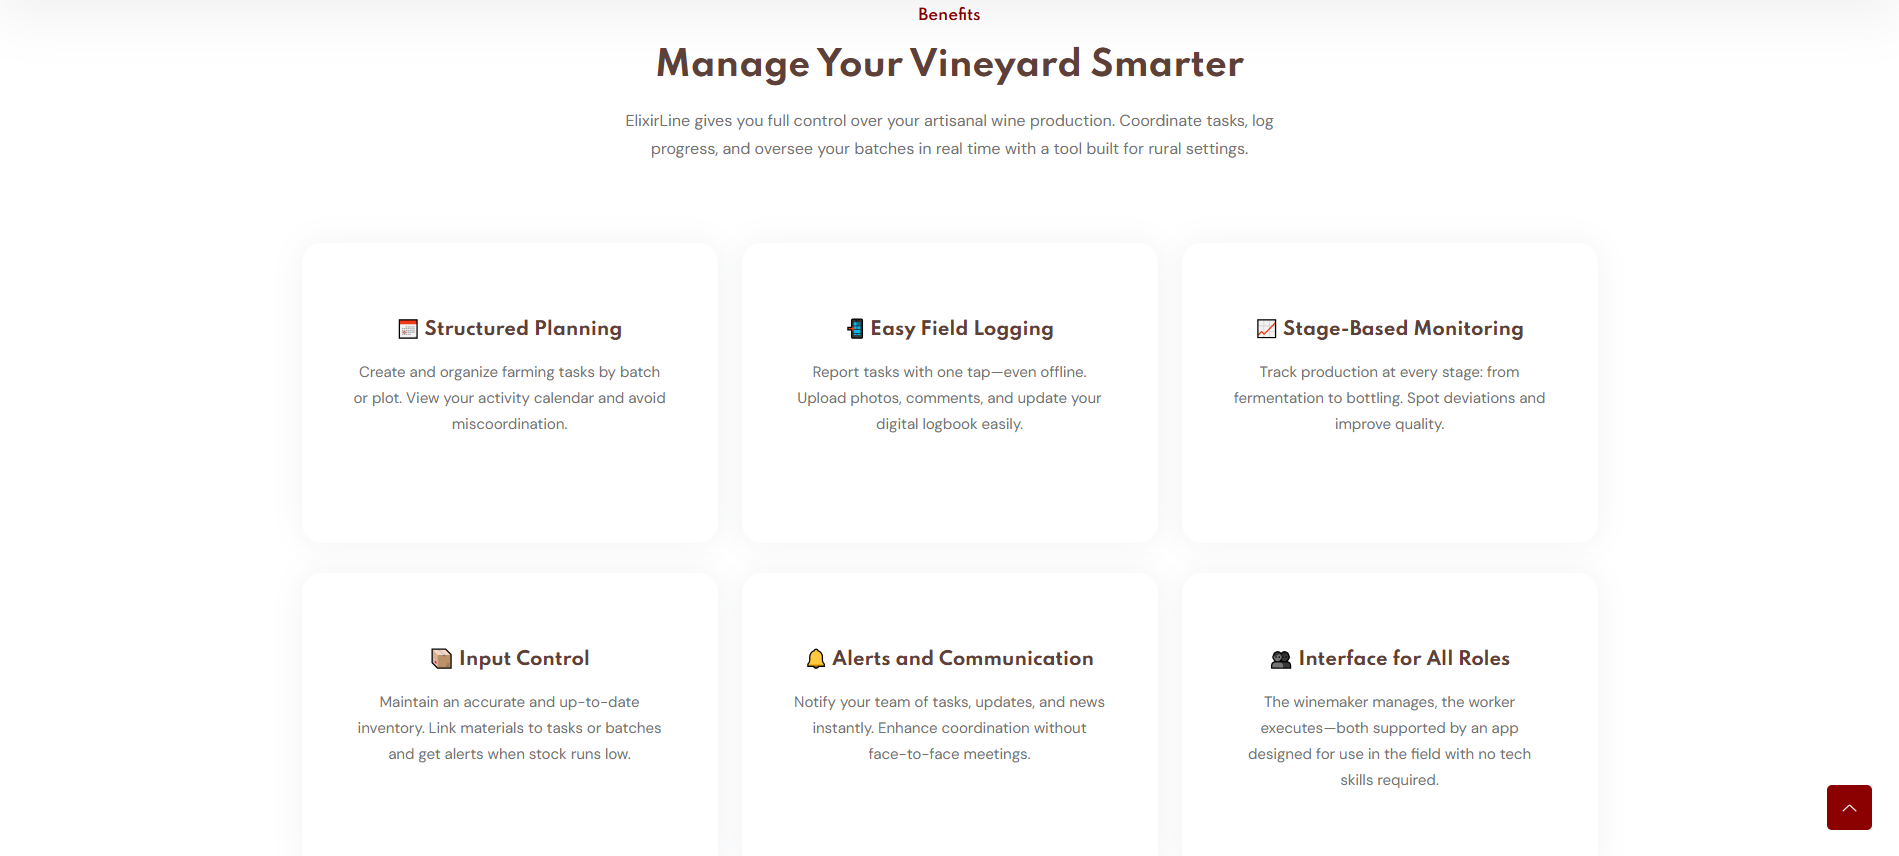 Benefits
Manage Your Vineyard Smarter
ElixirLine gives you full control over your artisanal wine production. Coordinate tasks, log
progress, and oversee your batches in real time with a tool built for rural settings.
Structured Planning
Create and organize farming tasks by batch
or plot. View your activity calendar and avoid
miscoordination.
Easy Field Logging
Report tasks with one tap—even offline.
Upload photos, comments, and update your
digital logbook easily.
Stage-Based Monitoring
Track production at every stage: from
fermentation to bottling. Spot deviations and
improve quality.
Input Control
Maintain an accurate and up-to-date
inventory. Link materials to tasks or batches
and get alerts when stock runs low.
Alerts and Communication
Notify your team of tasks, updates, and news
instantly. Enhance coordination without
face-to-face meetings.
Interface for All Roles
The winemaker manages, the worker
executes—both supported by an app
designed for use in the field with no tech
skills required.